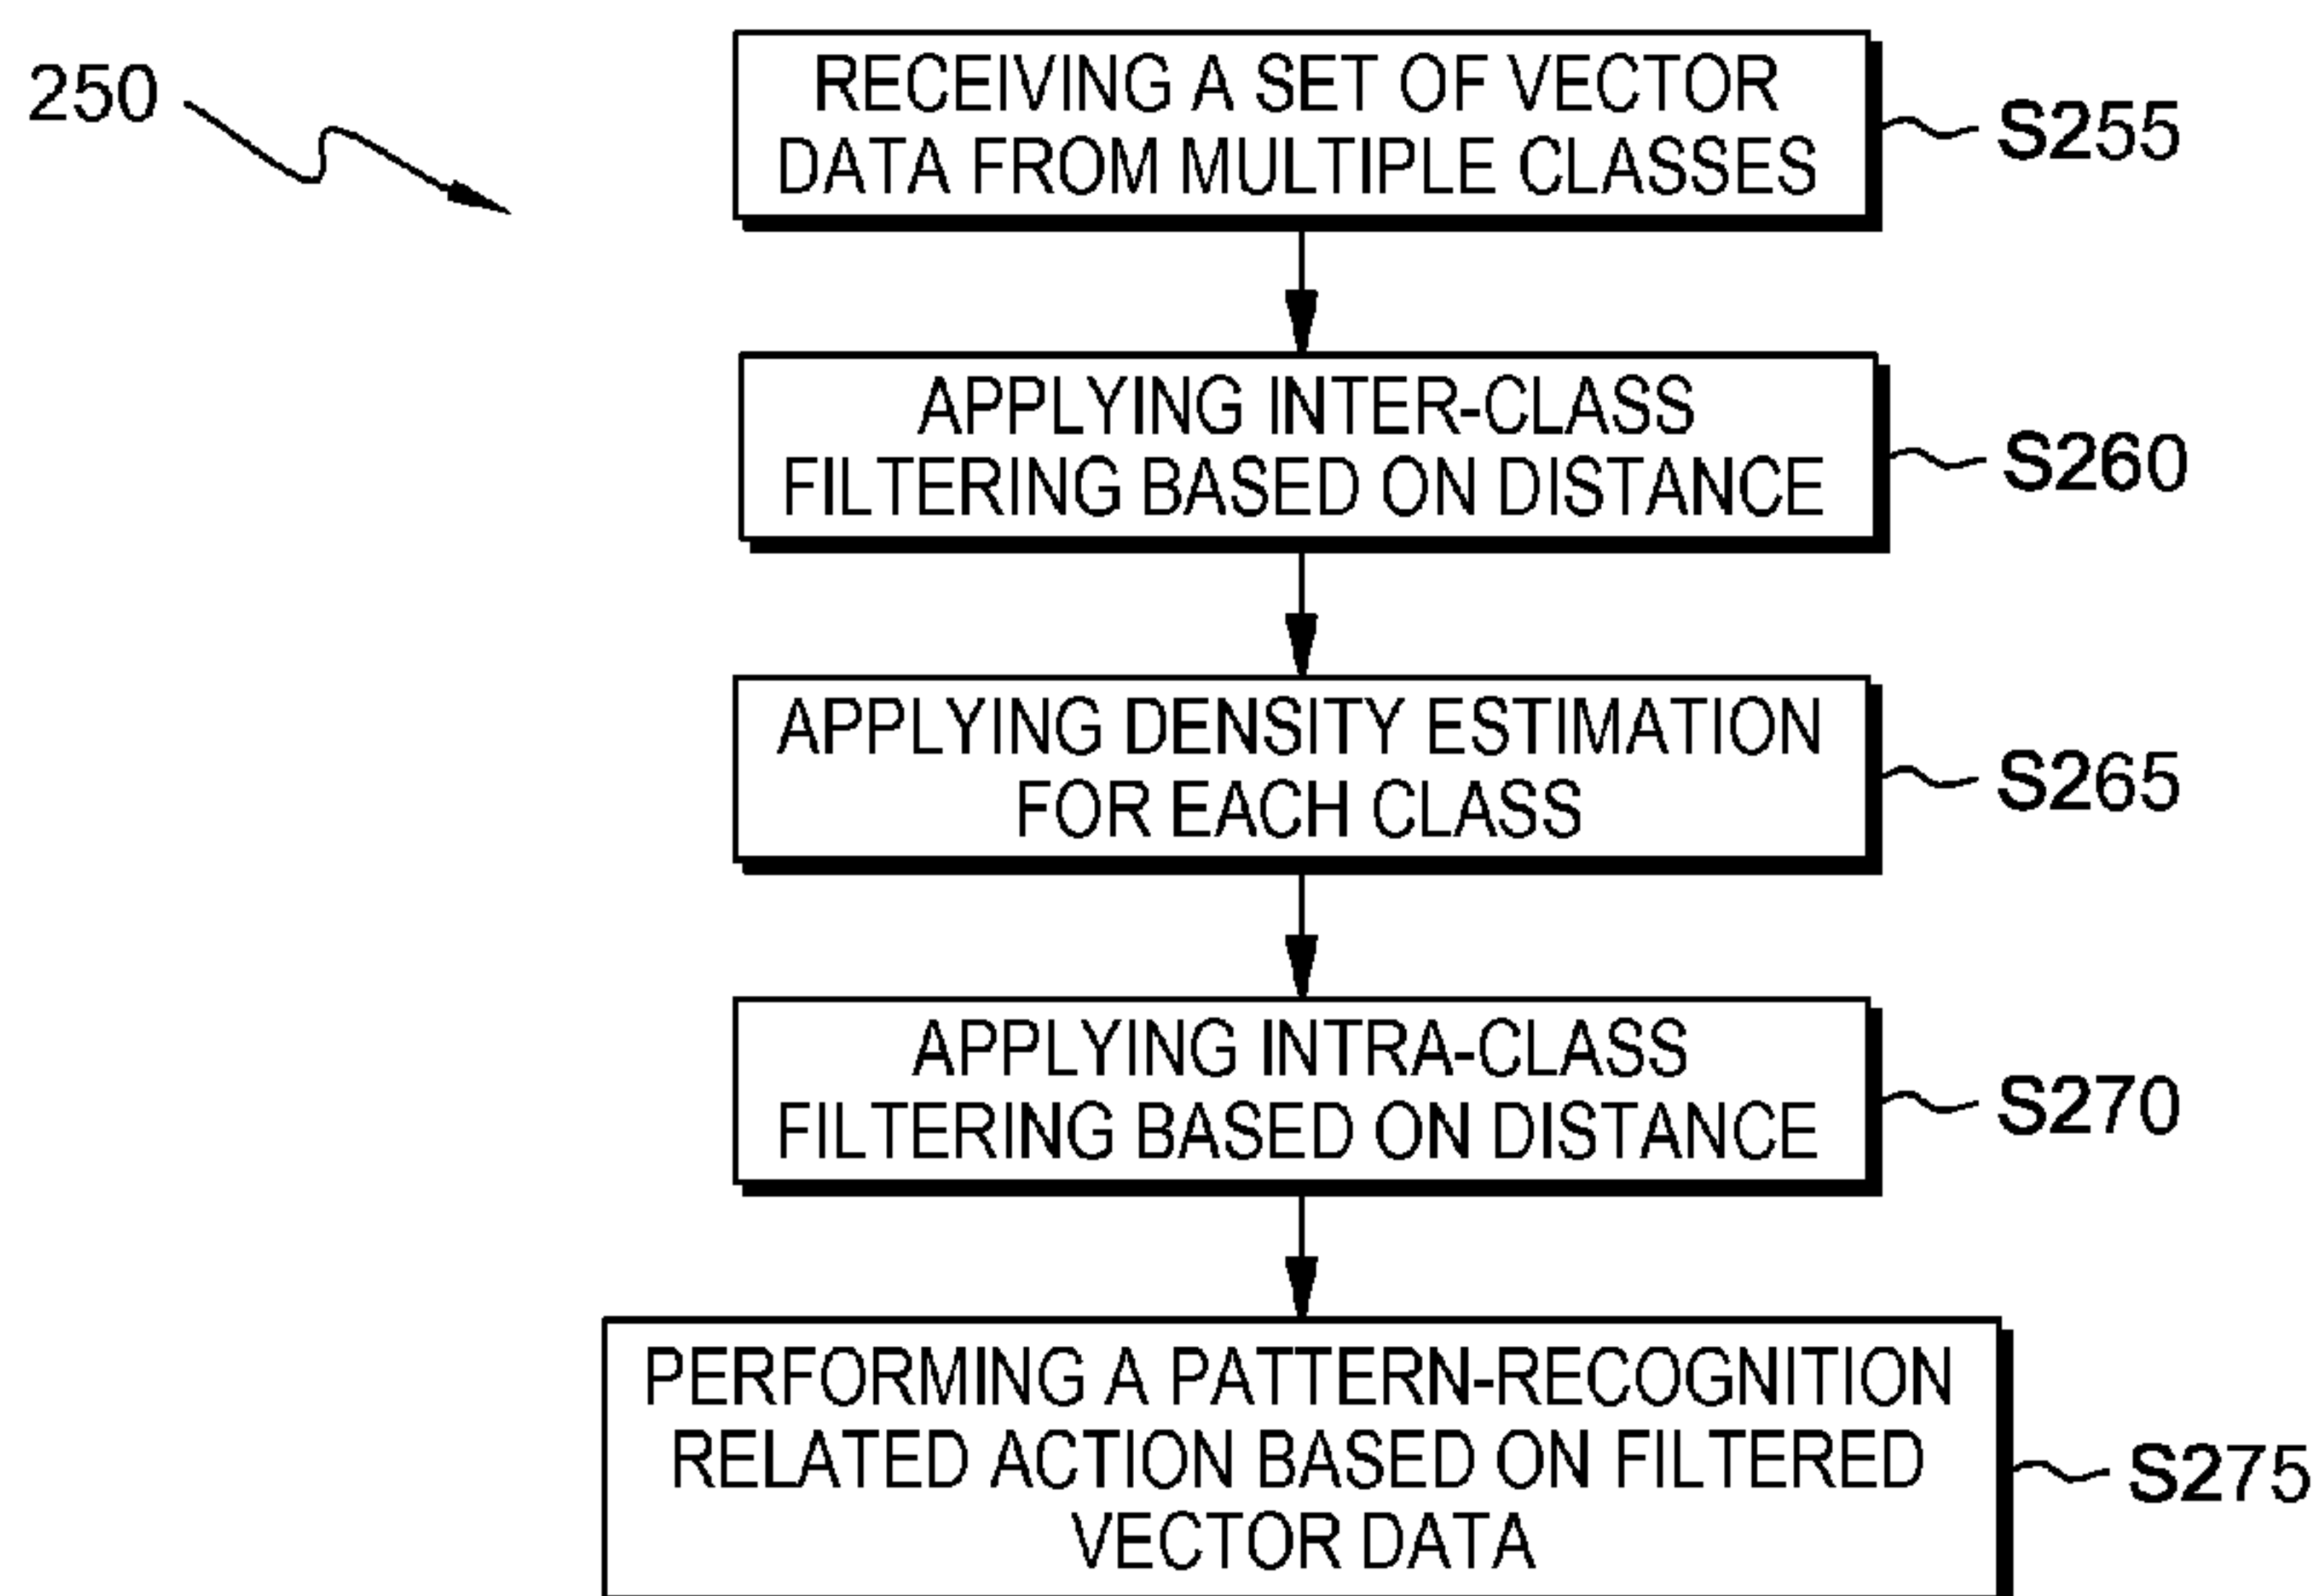 250
RECEIVING A SET OF VECTOR
DATA FROM MULTIPLE CLASSES
S255
APPLYING INTER-CLASS
FILTERING BASED ON DISTANCE
S260
APPLYING DENSITY ESTIMATION
FOR EACH CLASS
S265
APPLYING INTRA-CLASS
FILTERING BASED ON DISTANCE
S270
PERFORMING A PATTERN-RECOGNITION
RELATED ACTION BASED ON FILTERED
VECTOR DATA
S275